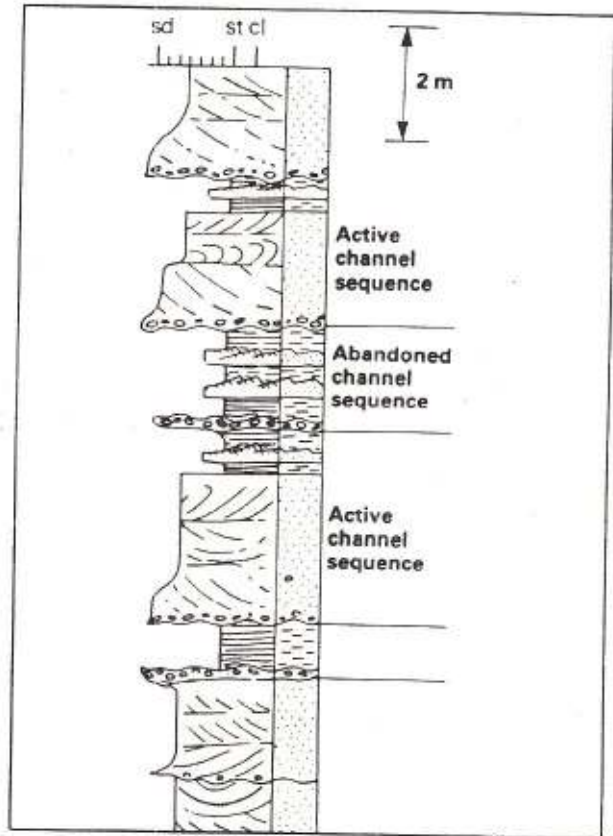 sd st cl
2 m
Active
channel
sequence
Abandoned
channel
sequence
Active
channel
sequence